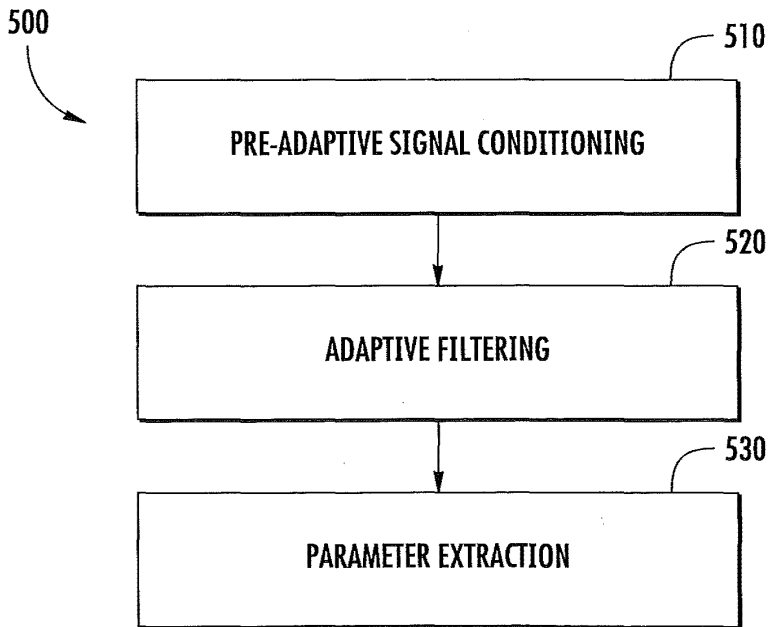 500
510
PRE-ADAPTIVE SIGNAL CONDITIONING
520
ADAPTIVE FILTERING
530
PARAMETER EXTRACTION